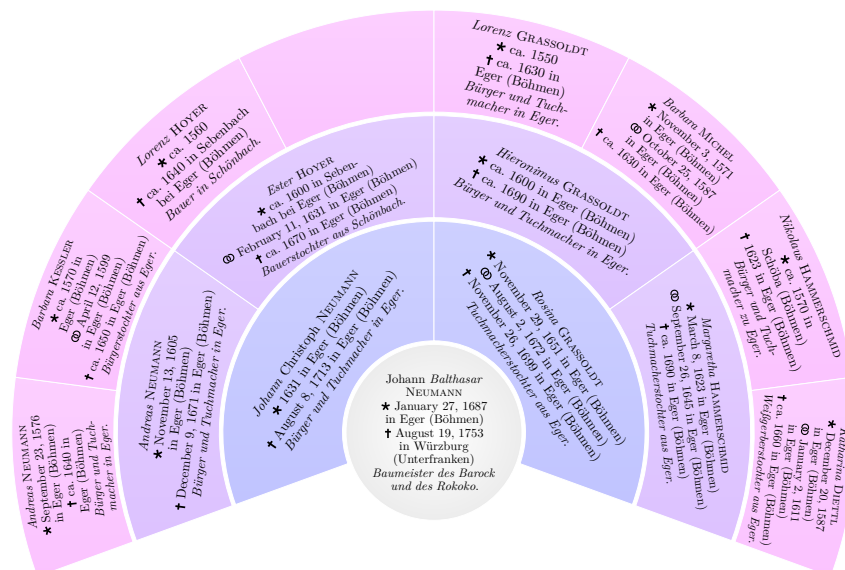 Lorenz GRASSOLDT
★ ca. 1550
† ca. 1630 in
Eger (Böhmen)
Bürger und Tuch-
macher in Eger.
Lorenz HOYER
★ ca. 1560
† ca. 1640 in Sebenbach
bei Eger (Böhmen)
Bauer in Schönbach.
Barbara MICHEL
★ November 3, 1571
in Eger (Böhmen)
⚭ October 25, 1587
in Eger (Böhmen)
† ca. 1630 in Eger (Böhmen)
Barbara KESSLER
★ ca. 1570 in
Eger (Böhmen)
⚭ April 12, 1599
in Eger (Böhmen)
† ca. 1650 in Eger (Böhmen)
Bürgerstochter aus Eger.
Nikolaus HAMMERSCHMID
★ ca. 1570 in
Schöba (Böhmen)
† 1623 in Eger (Böhmen)
Bürger und Tuch-
macher zu Eger.
Andreas NEUMANN
★ September 23, 1576
in Eger (Böhmen)
† ca. 1640 in
Eger (Böhmen)
Bürger und Tuch-
macher in Eger.
Katharina DIETTL
★ December 20, 1587
in Eger (Böhmen)
⚭ January 2, 1611
in Eger (Böhmen)
† ca. 1660 in Eger (Böhmen)
Weißgerberstochter aus Eger.
Ester HOYER
★ ca. 1600 in Seben-
bach bei Eger (Böhmen)
⚭ February 11, 1631 in Eger (Böhmen)
† ca. 1670 in Eger (Böhmen)
Bauerstochter aus Schönbach.
Hieronimus GRASSOLDT
★ ca. 1600 in Eger (Böhmen)
† ca. 1690 in Eger (Böhmen)
Bürger und Tuchmacher in Eger.
Andreas NEUMANN
★ November 13, 1605
in Eger (Böhmen)
† December 9, 1671 in Eger (Böhmen)
Bürger und Tuchmacher in Eger.
Margaretha HAMMERSCHMID
★ March 8, 1623 in Eger (Böhmen)
⚭ September 26, 1645 in Eger (Böhmen)
† ca. 1690 in Eger (Böhmen)
Tuchmacherstochter aus Eger.
Johann Christoph NEUMANN
★ 1631 in Eger (Böhmen)
† August 8, 1713 in Eger (Böhmen)
Bürger und Tuchmacher in Eger.
Rosina GRASSOLDT
★ November 29, 1651 in Eger (Böhmen)
⚭ August 2, 1672 in Eger (Böhmen)
† November 26, 1699 in Eger (Böhmen)
Tuchmacherstochter aus Eger.
Johann Balthasar
NEUMANN
★ January 27, 1687
in Eger (Böhmen)
† August 19, 1753
in Würzburg
(Unterfranken)
Baumeister des Barock
und des Rokoko.